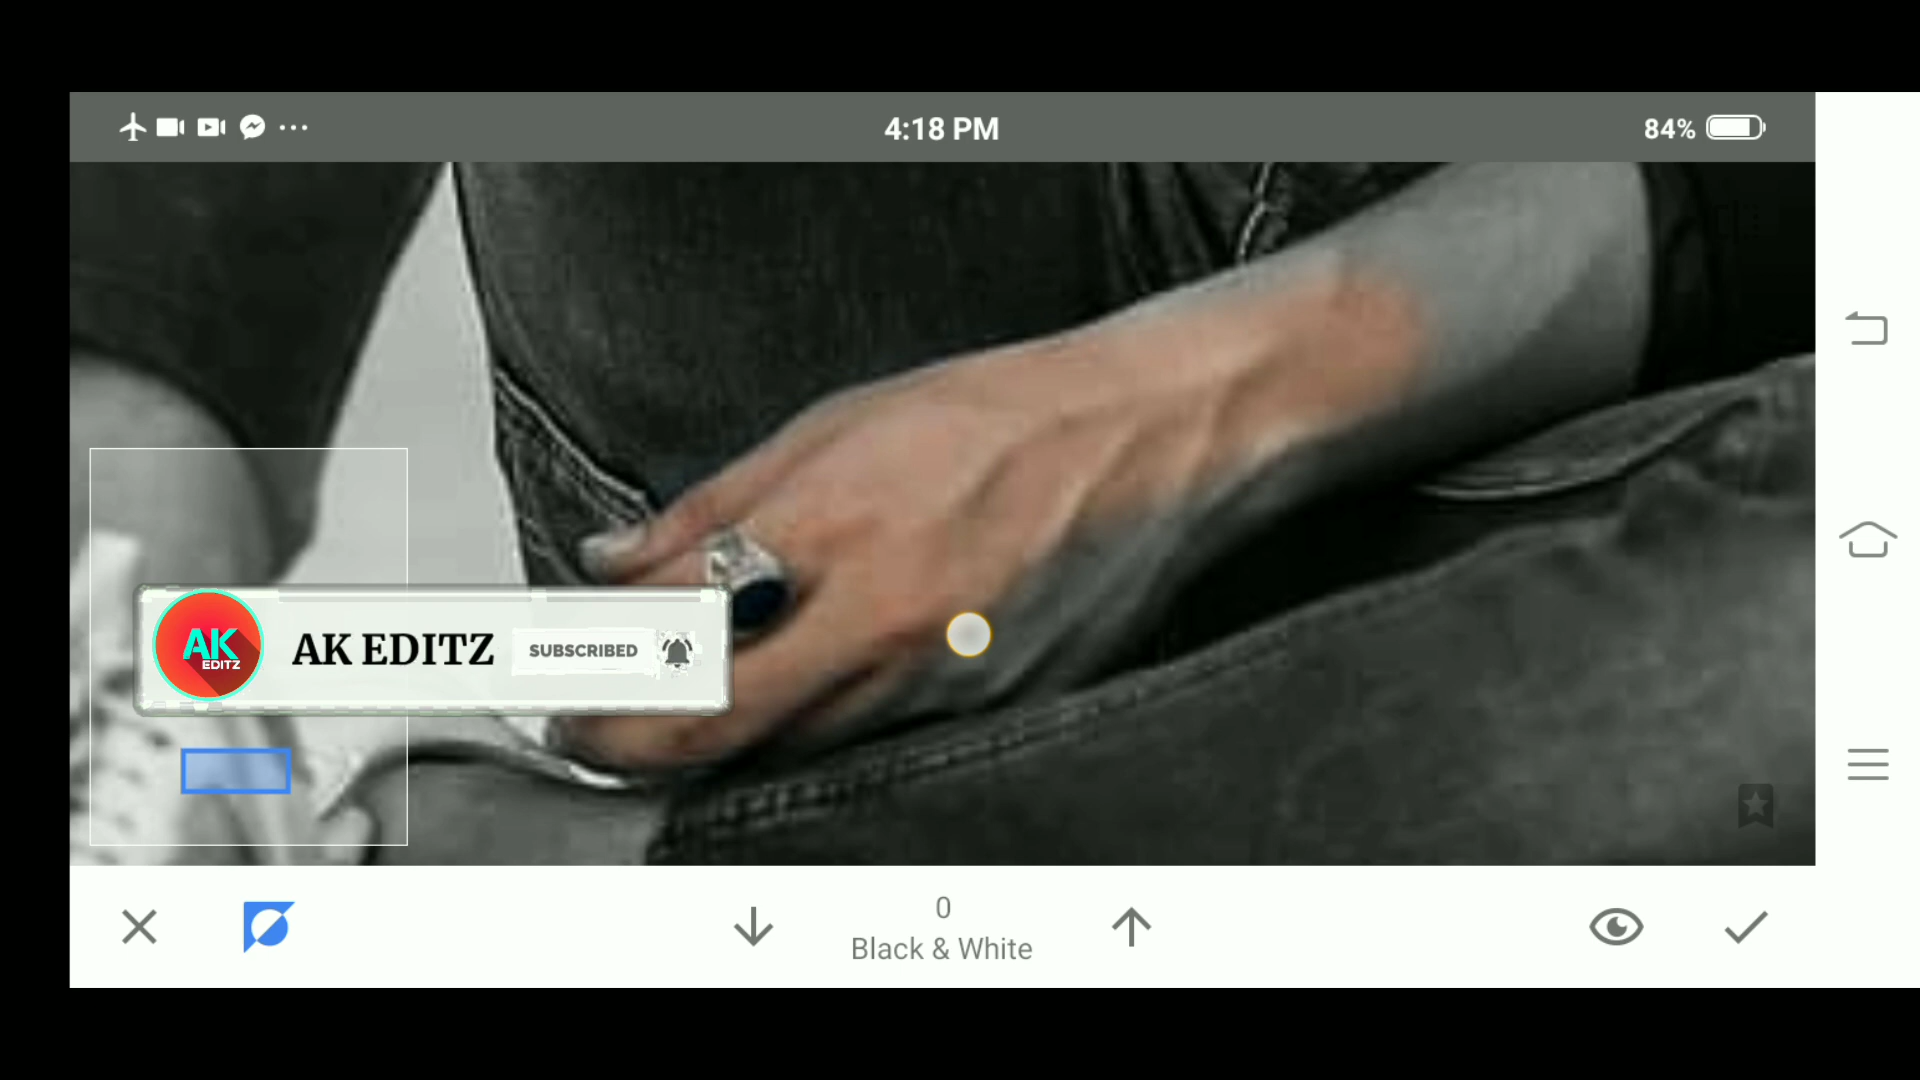 4:18 PM
84%
AK
EDITZ
AK EDITZ
SUBSCRIBED
0
Black & White